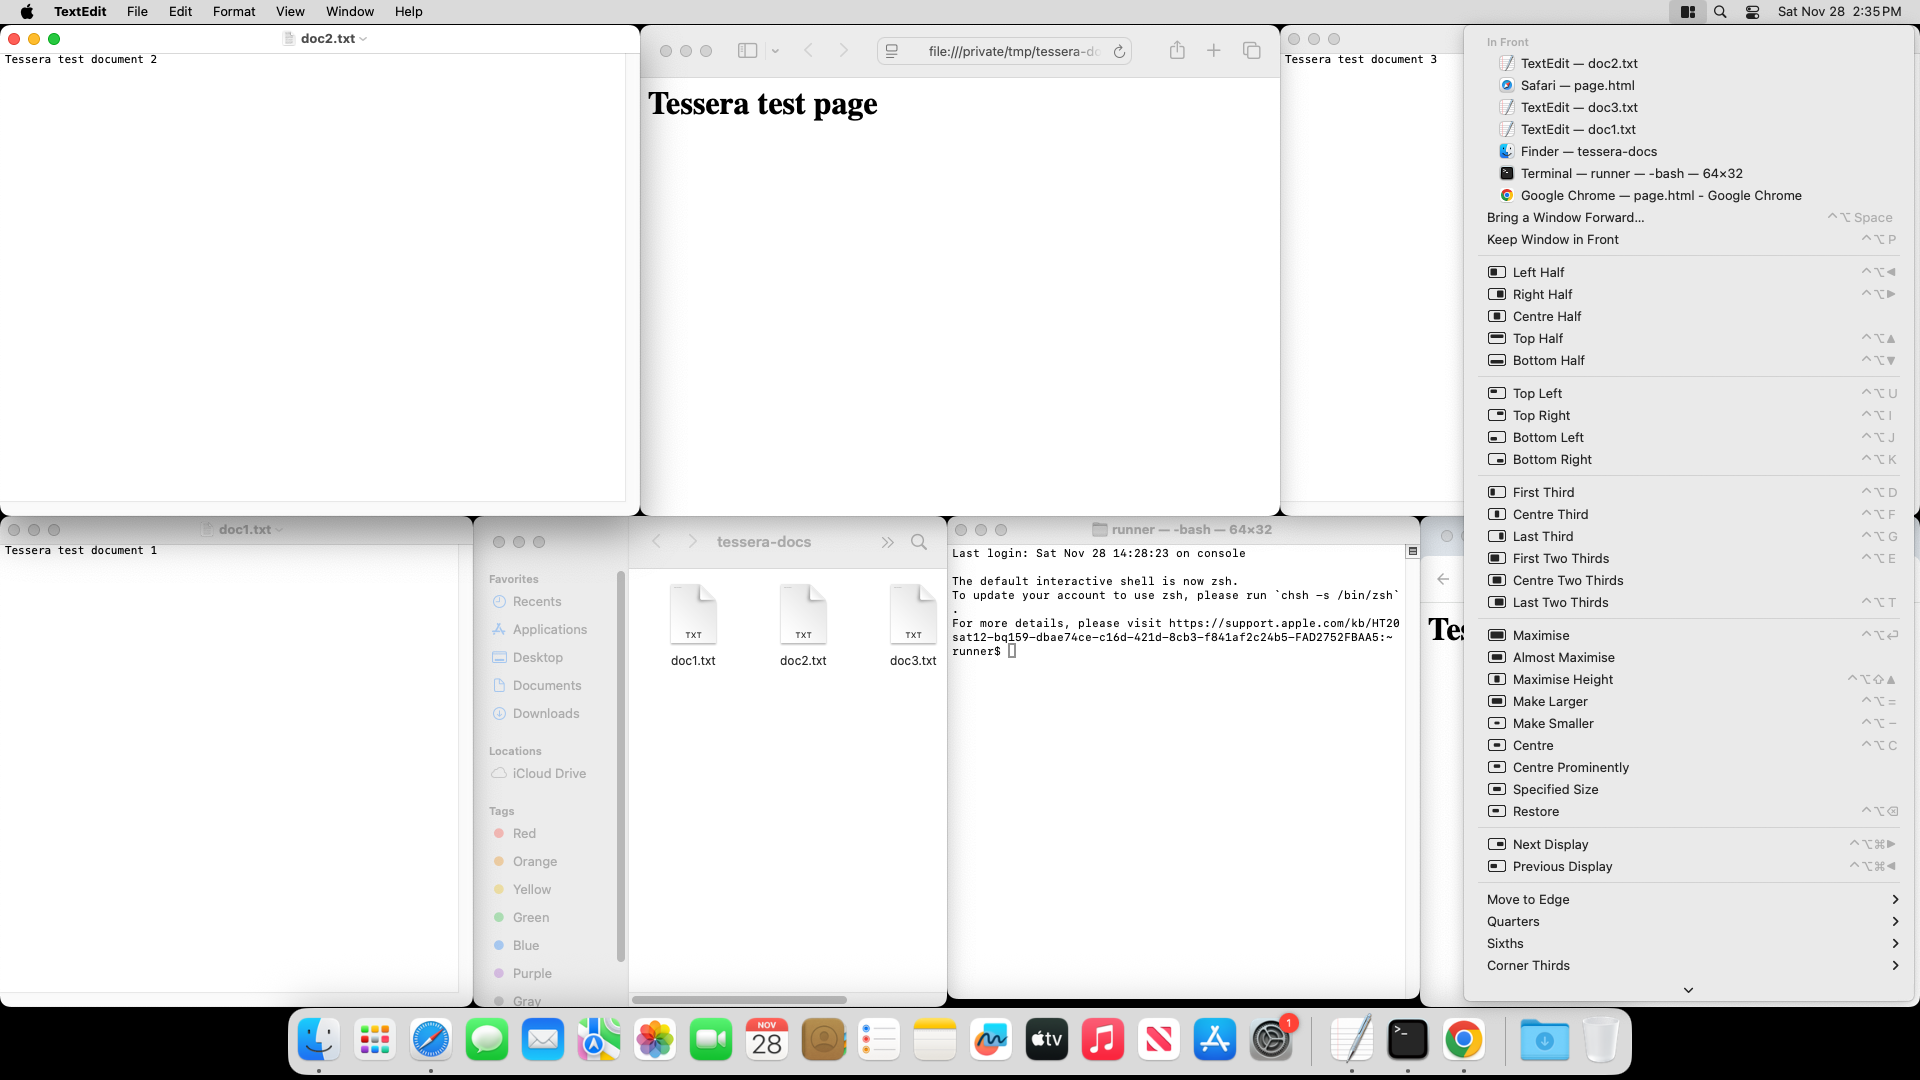 TextEdit File Edit Format View Window Help Sat Nov 28 2:35 PM
doc2.txt
Tessera test document 2
file:///private/tmp/tessera-dc
Tessera test page
Tessera test document 3
In Front
TextEdit — doc2.txt
Safari — page.html
TextEdit — doc3.txt
TextEdit — doc1.txt
Finder — tessera-docs
Terminal — runner — -bash — 64×32
Google Chrome — page.html - Google Chrome
Bring a Window Forward... ^⌥ Space
Keep Window in Front ^⌥ P
Left Half ^⌥◀
Right Half ^⌥▶
Centre Half
Top Half ^⌥▲
Bottom Half ^⌥▼
Top Left ^⌥ U
Top Right ^⌥ I
Bottom Left ^⌥ J
Bottom Right ^⌥ K
First Third ^⌥ D
Centre Third ^⌥ F
Last Third ^⌥ G
First Two Thirds ^⌥ E
Centre Two Thirds
Last Two Thirds ^⌥ T
Maximise ^⌥⏎
Almost Maximise
Maximise Height ^⌥⇧▲
Make Larger ^⌥ =
Make Smaller ^⌥ −
Centre ^⌥ C
Centre Prominently
Specified Size
Restore ^⌥⌫
Next Display ^⌥⌘▶
Previous Display ^⌥⌘◀
Move to Edge
Quarters
Sixths
Corner Thirds
doc1.txt
Tessera test document 1
tessera-docs
Favorites
Recents
Applications
Desktop
Documents
Downloads
Locations
iCloud Drive
Tags
Red
Orange
Yellow
Green
Blue
Purple
Gray
TXT TXT TXT
doc1.txt doc2.txt doc3.txt
runner — -bash — 64×32
Last login: Sat Nov 28 14:28:23 on console
The default interactive shell is now zsh.
To update your account to use zsh, please run `chsh -s /bin/zsh`
.
For more details, please visit https://support.apple.com/kb/HT20
sat12-bq159-dbae74ce-c16d-421d-8cb3-f841af2c24b5-FAD2752FBAA5:~
runner$
Tes
NOV
28
tv
1